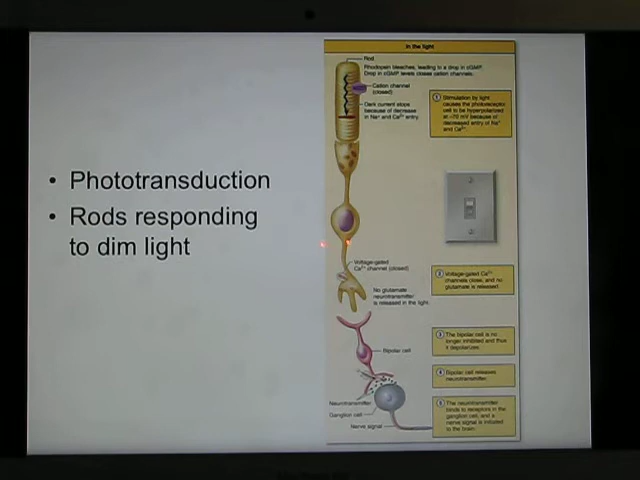 In the light
• Phototransduction
• Rods responding
to dim light
Rod
Rhodopsin bleaches, leading to a drop in cGMP.
Drop in cGMP levels closes cation channels.
Cation channel
(closed)
Dark current stops
because of decrease
in Na⁺ and Ca²⁺ entry.
1 Stimulation by light
causes the photoreceptor
cell to be hyperpolarized
at –70 mV because of
decreased entry of Na⁺
and Ca²⁺.
Voltage-gated
Ca²⁺ channel (closed)
No glutamate
neurotransmitter
is released in the light.
2 Voltage-gated Ca²⁺
channels close, and no
glutamate is released.
3 The bipolar cell is no
longer inhibited and thus
it depolarizes.
Bipolar cell
4 Bipolar cell releases
neurotransmitter.
Neurotransmitter
Ganglion cell
Nerve signal
5 The neurotransmitter
binds to receptors in the
ganglion cell, and a
nerve signal is initiated
to the brain.